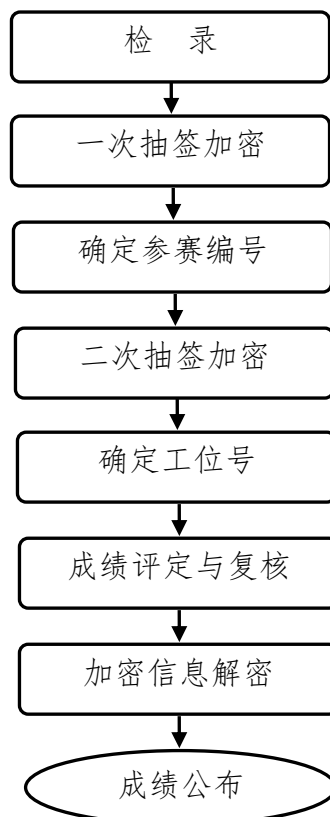 检 录
一次抽签加密
确定参赛编号
二次抽签加密
确定工位号
成绩评定与复核
加密信息解密
成绩公布